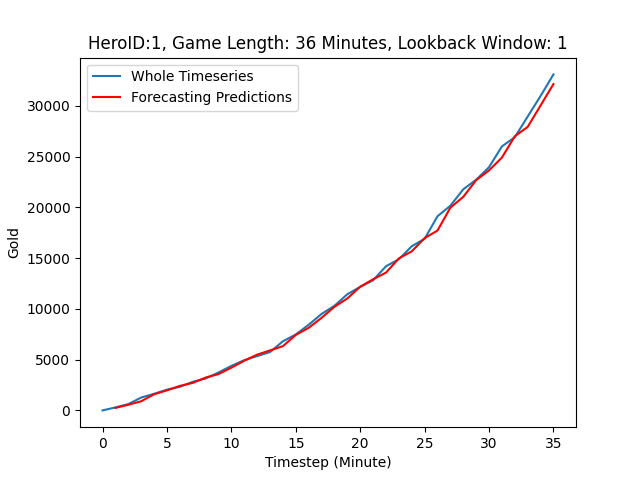 HeroID:1, Game Length: 36 Minutes, Lookback Window: 1
Whole Timeseries
Forecasting Predictions
Gold
30000
25000
20000
15000
10000
5000
0
0 5 10 15 20 25 30 35
Timestep (Minute)